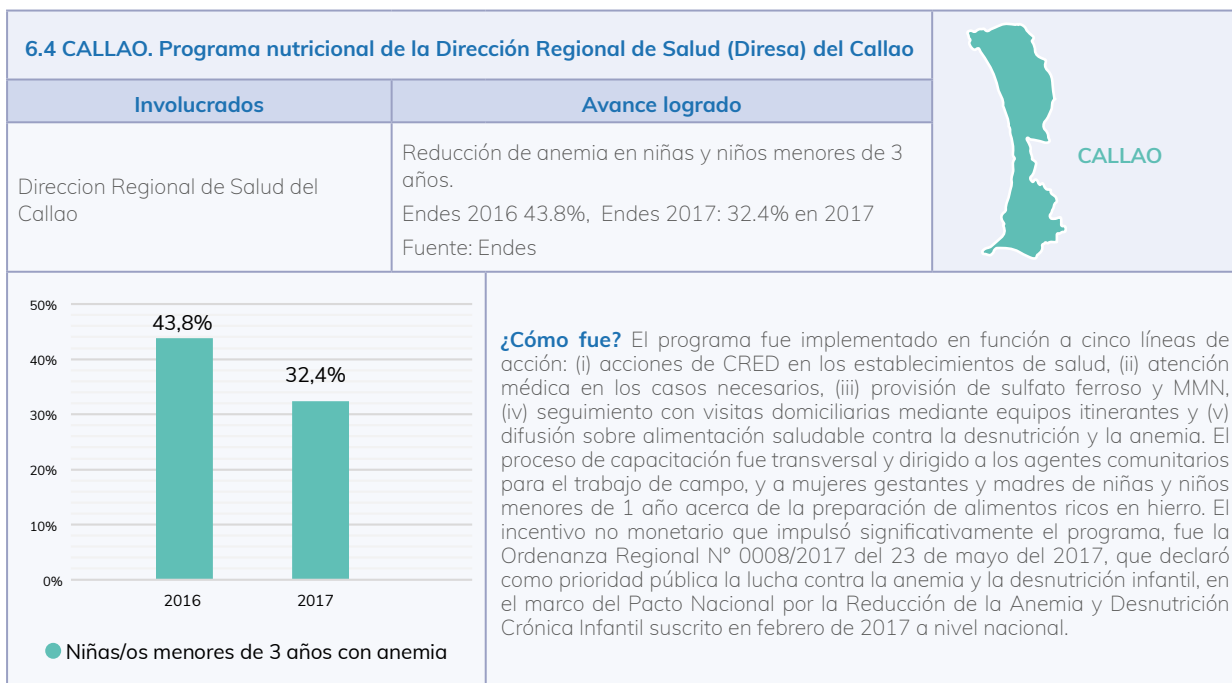 6.4 CALLAO. Programa nutricional de la Dirección Regional de Salud (Diresa) del Callao
Involucrados
Avance logrado
Direccion Regional de Salud del
Callao
Reducción de anemia en niñas y niños menores de 3
años.
Endes 2016 43.8%, Endes 2017: 32.4% en 2017
Fuente: Endes
CALLAO
50%
40%
30%
20%
10%
0%
43,8%
32,4%
2016
2017
Niñas/os menores de 3 años con anemia
¿Cómo fue? El programa fue implementado en función a cinco líneas de
acción: (i) acciones de CRED en los establecimientos de salud, (ii) atención
médica en los casos necesarios, (iii) provisión de sulfato ferroso y MMN,
(iv) seguimiento con visitas domiciliarias mediante equipos itinerantes y (v)
difusión sobre alimentación saludable contra la desnutrición y la anemia. El
proceso de capacitación fue transversal y dirigido a los agentes comunitarios
para el trabajo de campo, y a mujeres gestantes y madres de niñas y niños
menores de 1 año acerca de la preparación de alimentos ricos en hierro. El
incentivo no monetario que impulsó significativamente el programa, fue la
Ordenanza Regional Nº 0008/2017 del 23 de mayo del 2017, que declaró
como prioridad pública la lucha contra la anemia y la desnutrición infantil, en
el marco del Pacto Nacional por la Reducción de la Anemia y Desnutrición
Crónica Infantil suscrito en febrero de 2017 a nivel nacional.